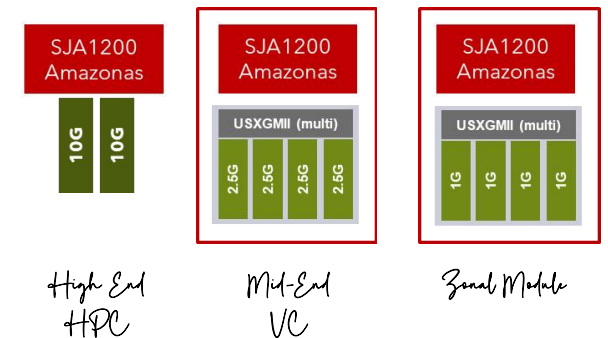 SJA1200
Amazonas
10G
10G
High End
HPC
SJA1200
Amazonas
USXGMII (multi)
2.5G
2.5G
2.5G
2.5G
Mid-End
VC
SJA1200
Amazonas
USXGMII (multi)
1G
1G
1G
1G
Zonal Module